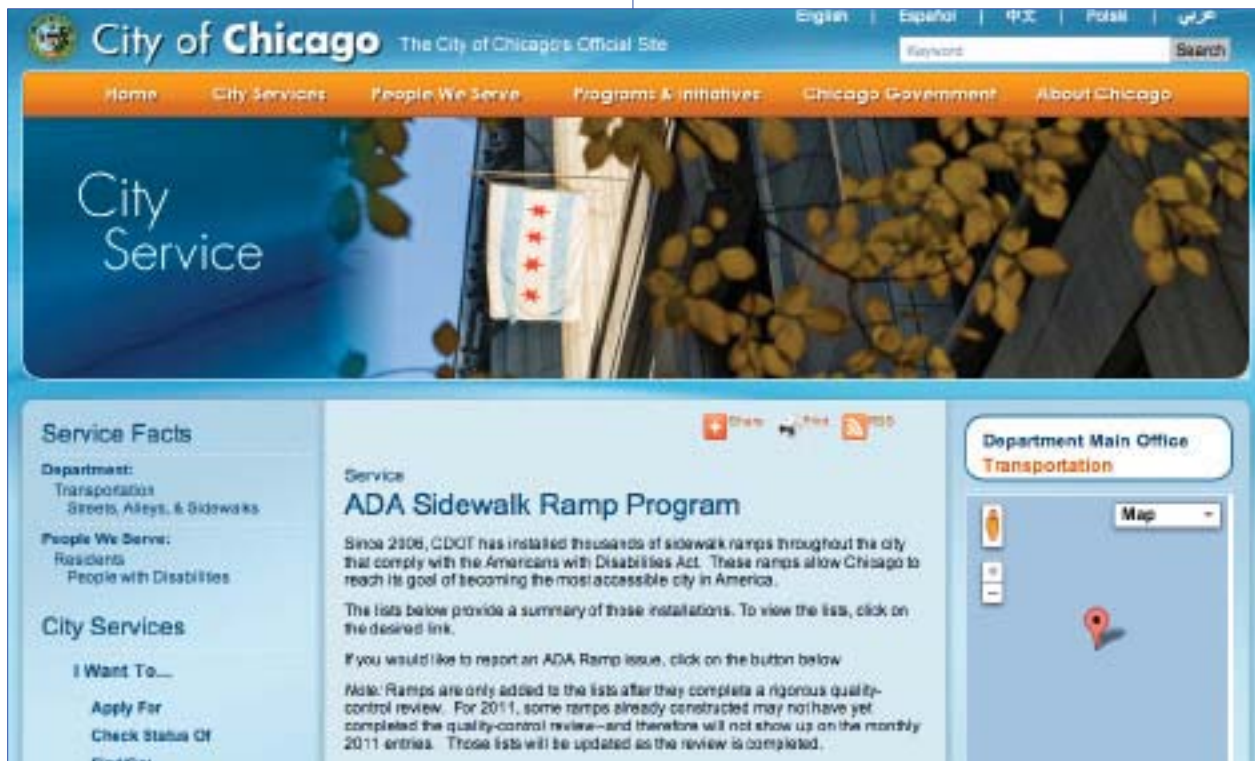 English | Español | 中文 | Polski | عربي
City of Chicago The City of Chicago's Official Site
Keyword Search
Home City Services People We Serve Programs & Initiatives Chicago Government About Chicago
City
Service
Service Facts
Department:
Transportation
Streets, Alleys, & Sidewalks
People We Serve:
Residents
People with Disabilities
City Services
I Want To...
Apply For
Check Status Of
Share Print RSS
Service
ADA Sidewalk Ramp Program
Since 2006, CDOT has installed thousands of sidewalk ramps throughout the city
that comply with the Americans with Disabilities Act. These ramps allow Chicago to
reach its goal of becoming the most accessible city in America.
The lists below provide a summary of those installations. To view the lists, click on
the desired link.
If you would like to report an ADA Ramp issue, click on the button below
Note: Ramps are only added to the lists after they complete a rigorous quality-
control review. For 2011, some ramps already constructed may not have yet
completed the quality-control review--and therefore will not show up on the monthly
2011 entries. Those lists will be updated as the review is completed.
Department Main Office
Transportation
Map